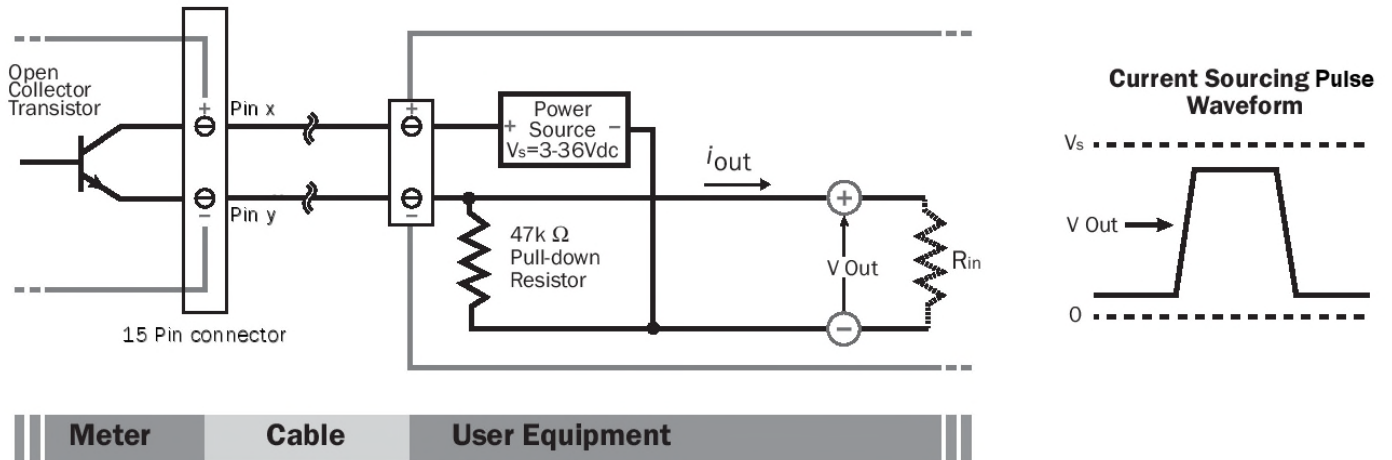 Open
Collector
Transistor
+
Pin x
−
Pin y
15 Pin connector
+
−
Power
+ Source −
Vs=3-36Vdc
iout
47k Ω
Pull-down
Resistor
+
V Out
−
Rin
Current Sourcing Pulse
Waveform
Vs
V Out
0
Meter
Cable
User Equipment